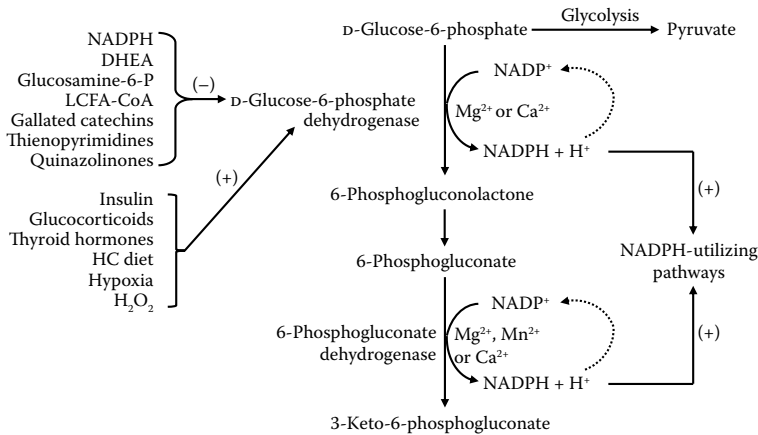 D-Glucose-6-phosphate
Glycolysis
Pyruvate
NADPH
DHEA
Glucosamine-6-P
LCFA-CoA
Gallated catechins
Thienopyrimidines
Quinazolinones
(–)
D-Glucose-6-phosphate
dehydrogenase
NADP⁺
Mg²⁺ or Ca²⁺
NADPH + H⁺
(+)
Insulin
Glucocorticoids
Thyroid hormones
HC diet
Hypoxia
H₂O₂
(+)
6-Phosphogluconolactone
6-Phosphogluconate
NADPH-utilizing
pathways
6-Phosphogluconate
dehydrogenase
NADP⁺
Mg²⁺, Mn²⁺
or Ca²⁺
NADPH + H⁺
(+)
3-Keto-6-phosphogluconate